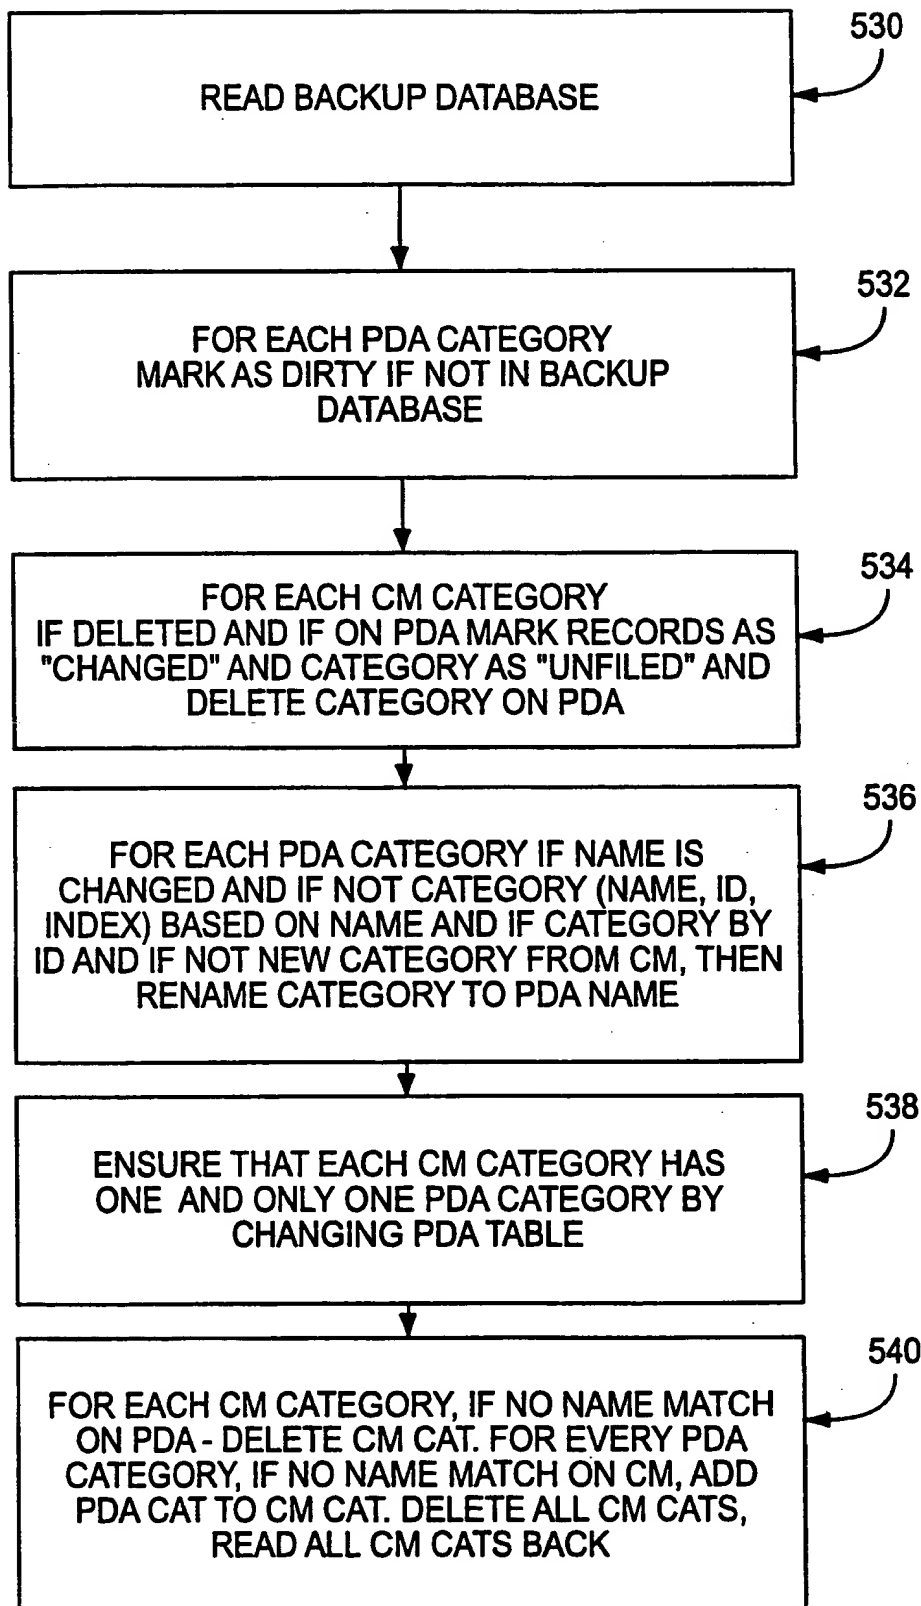 530
READ BACKUP DATABASE
532
FOR EACH PDA CATEGORY
MARK AS DIRTY IF NOT IN BACKUP
DATABASE
534
FOR EACH CM CATEGORY
IF DELETED AND IF ON PDA MARK RECORDS AS
"CHANGED" AND CATEGORY AS "UNFILED" AND
DELETE CATEGORY ON PDA
536
FOR EACH PDA CATEGORY IF NAME IS
CHANGED AND IF NOT CATEGORY (NAME, ID,
INDEX) BASED ON NAME AND IF CATEGORY BY
ID AND IF NOT NEW CATEGORY FROM CM, THEN
RENAME CATEGORY TO PDA NAME
538
ENSURE THAT EACH CM CATEGORY HAS
ONE AND ONLY ONE PDA CATEGORY BY
CHANGING PDA TABLE
540
FOR EACH CM CATEGORY, IF NO NAME MATCH
ON PDA - DELETE CM CAT. FOR EVERY PDA
CATEGORY, IF NO NAME MATCH ON CM, ADD
PDA CAT TO CM CAT. DELETE ALL CM CATS,
READ ALL CM CATS BACK